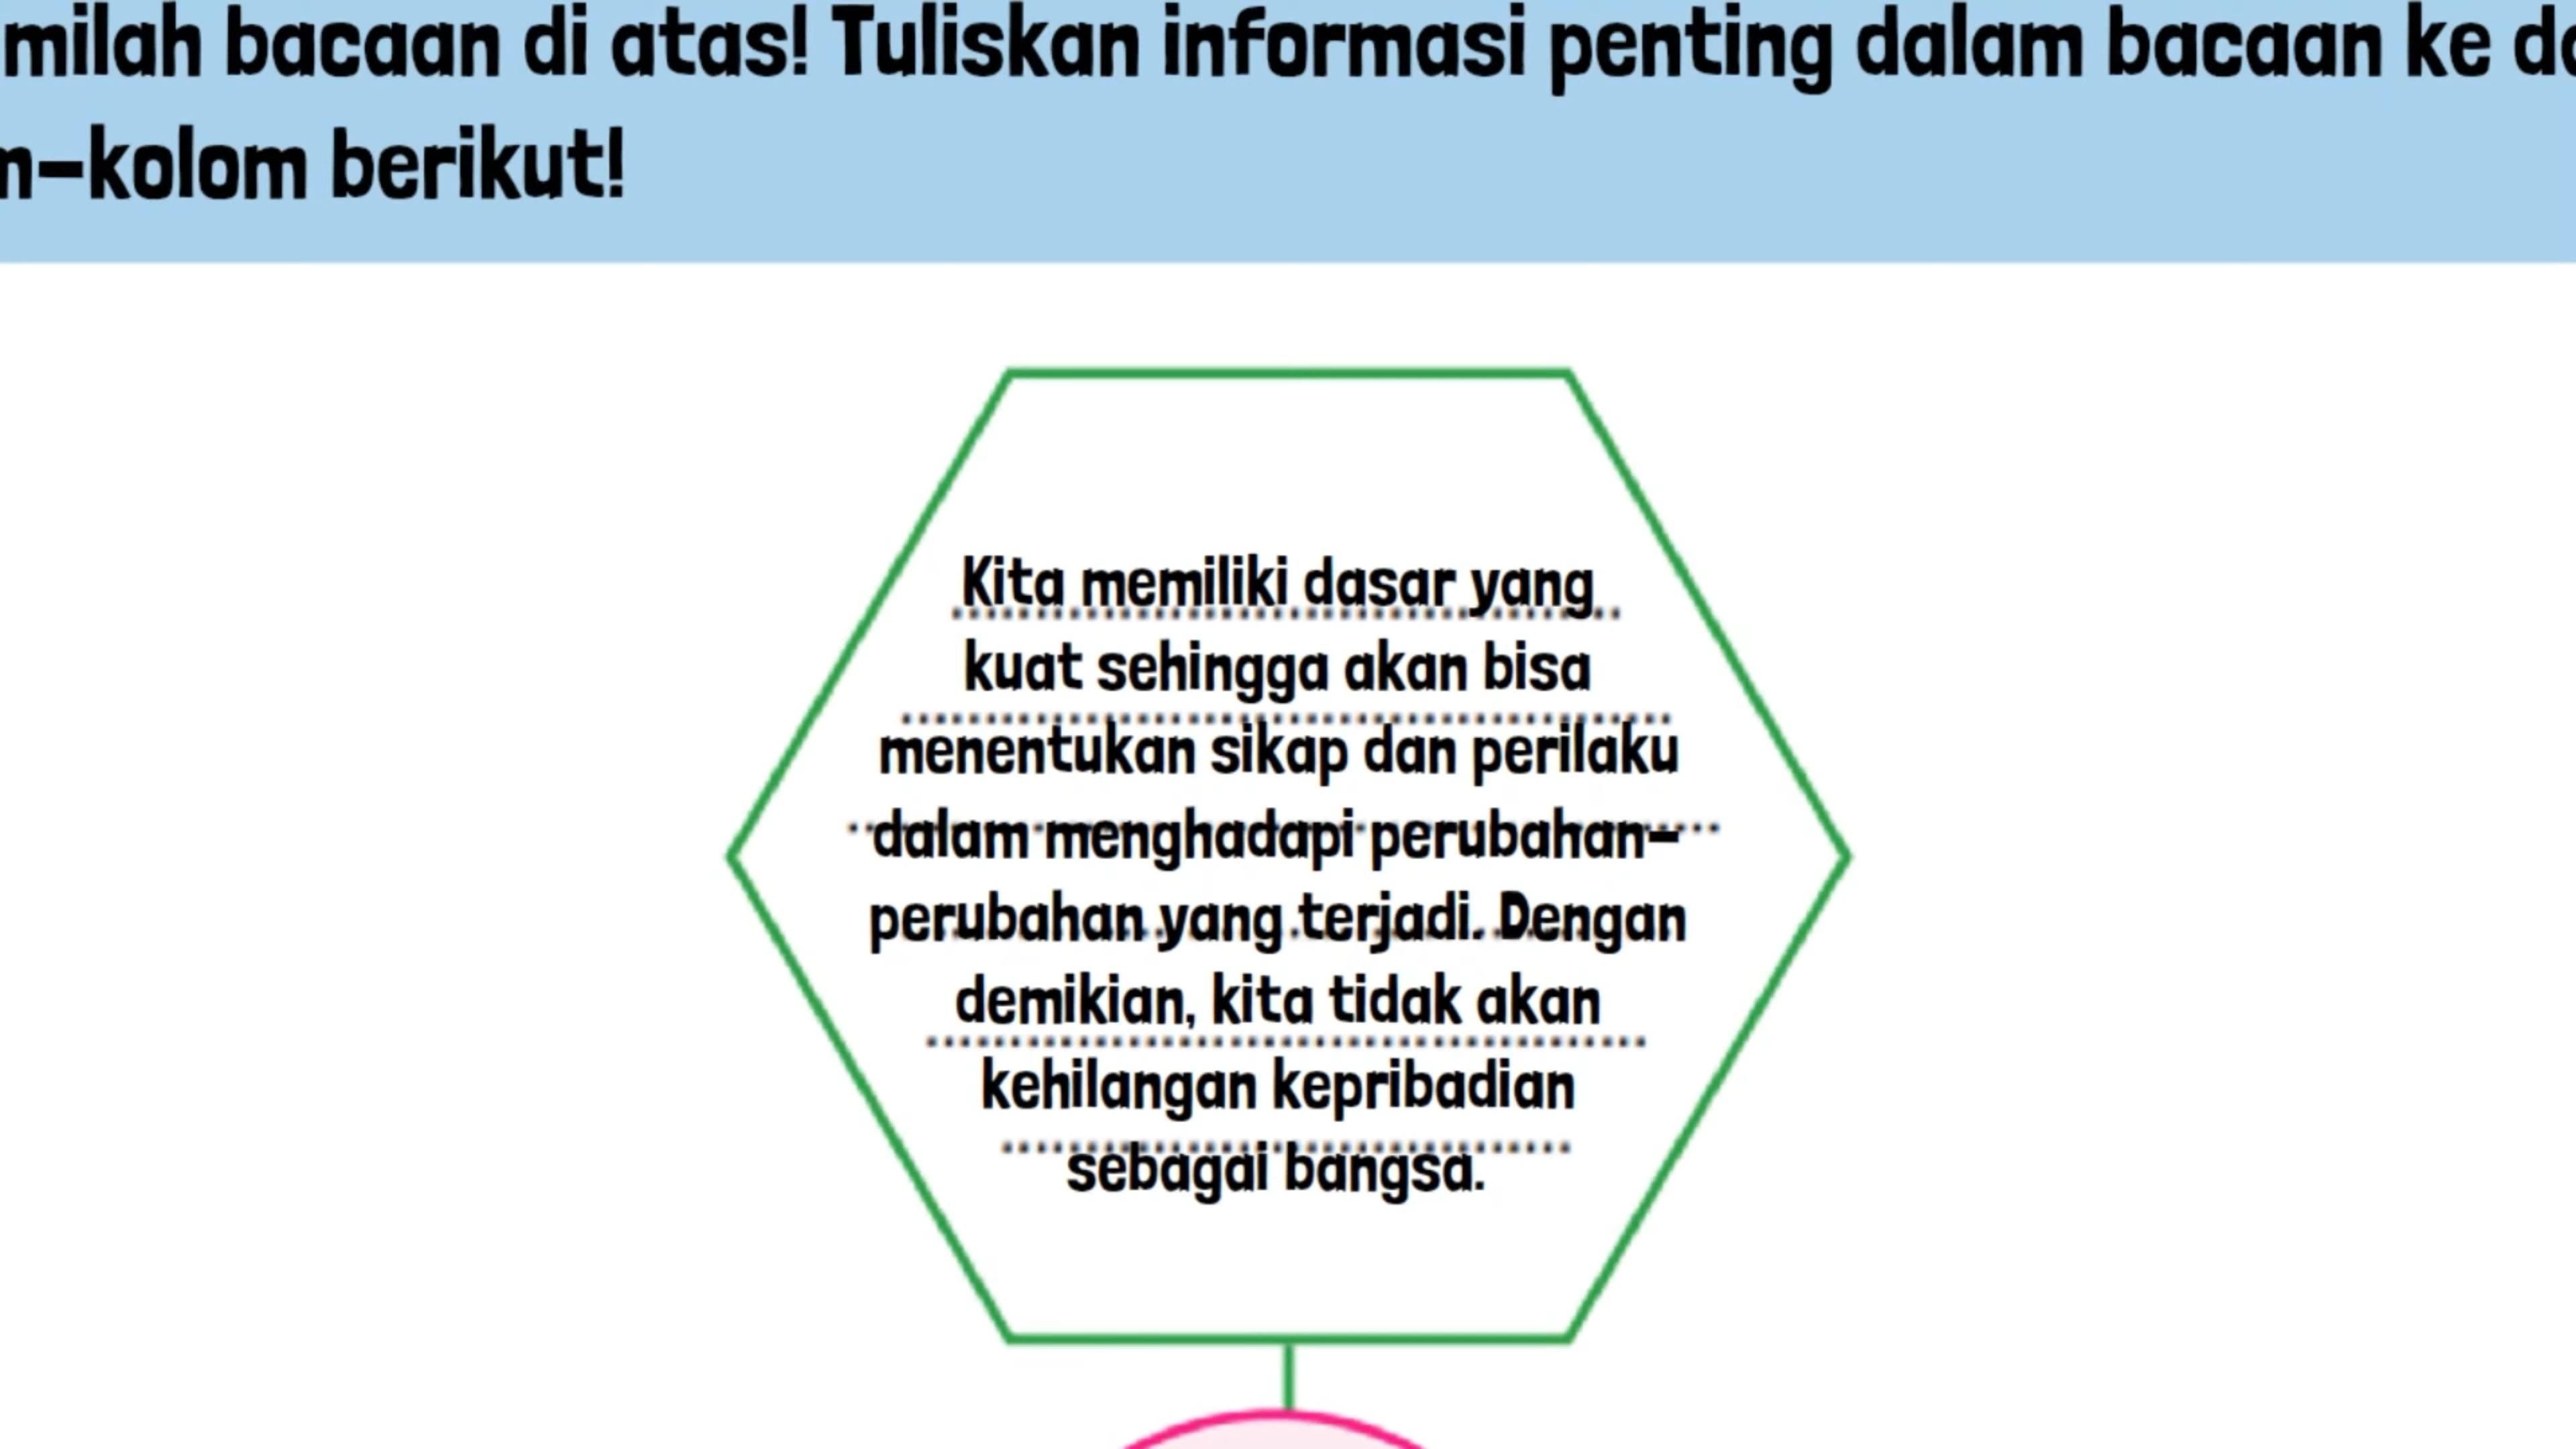 milah bacaan di atas! Tuliskan informasi penting dalam bacaan ke
kolom berikut!
Kita memiliki dasar yang
kuat sehingga akan bisa
menentukan sikap dan perilaku
dalam menghadapi perubahan-
perubahan yang terjadi. Dengan
demikian, kita tidak akan
kehilangan kepribadian
sebagai bangsa.